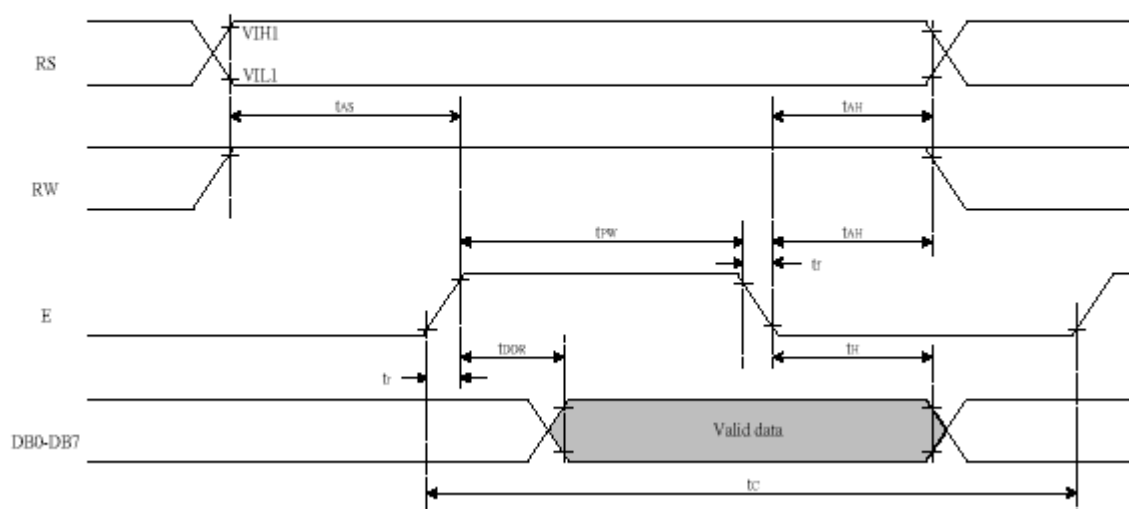 VIH1
RS
VIL1
tAS tAH
RW
tPW tAH
tf
E
tDDR tH
tr
DB0-DB7 Valid data
tC